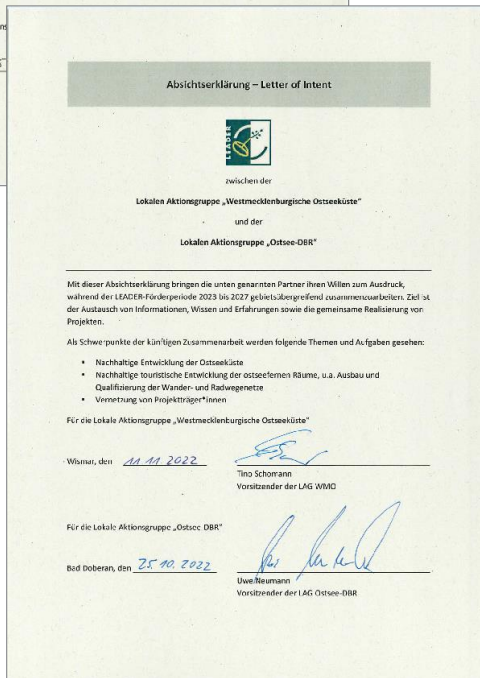 Absichtserklärung – Letter of Intent
LEADER
zwischen der
Lokalen Aktionsgruppe „Westmecklenburgische Ostseeküste"
und der
Lokalen Aktionsgruppe „Ostsee-DBR"
Mit dieser Absichtserklärung bringen die unten genannten Partner ihren Willen zum Ausdruck,
während der LEADER-Förderperiode 2023 bis 2027 gebietsübergreifend zusammenzuarbeiten. Ziel ist
der Austausch von Informationen, Wissen und Erfahrungen sowie die gemeinsame Realisierung von
Projekten.
Als Schwerpunkte der künftigen Zusammenarbeit werden folgende Themen und Aufgaben gesehen:
▪ Nachhaltige Entwicklung der Ostseeküste
▪ Nachhaltige touristische Entwicklung der ostseefernen Räume, u.a. Ausbau und
Qualifizierung der Wander- und Radwegenetze
▪ Vernetzung von Projektträger*innen
Für die Lokale Aktionsgruppe „Westmecklenburgische Ostseeküste"
Wismar, den 11.11.2022
Tino Schomann
Vorsitzender der LAG WMO
Für die Lokale Aktionsgruppe „Ostsee-DBR"
Bad Doberan, den 25.10.2022
Uwe Neumann
Vorsitzender der LAG Ostsee-DBR